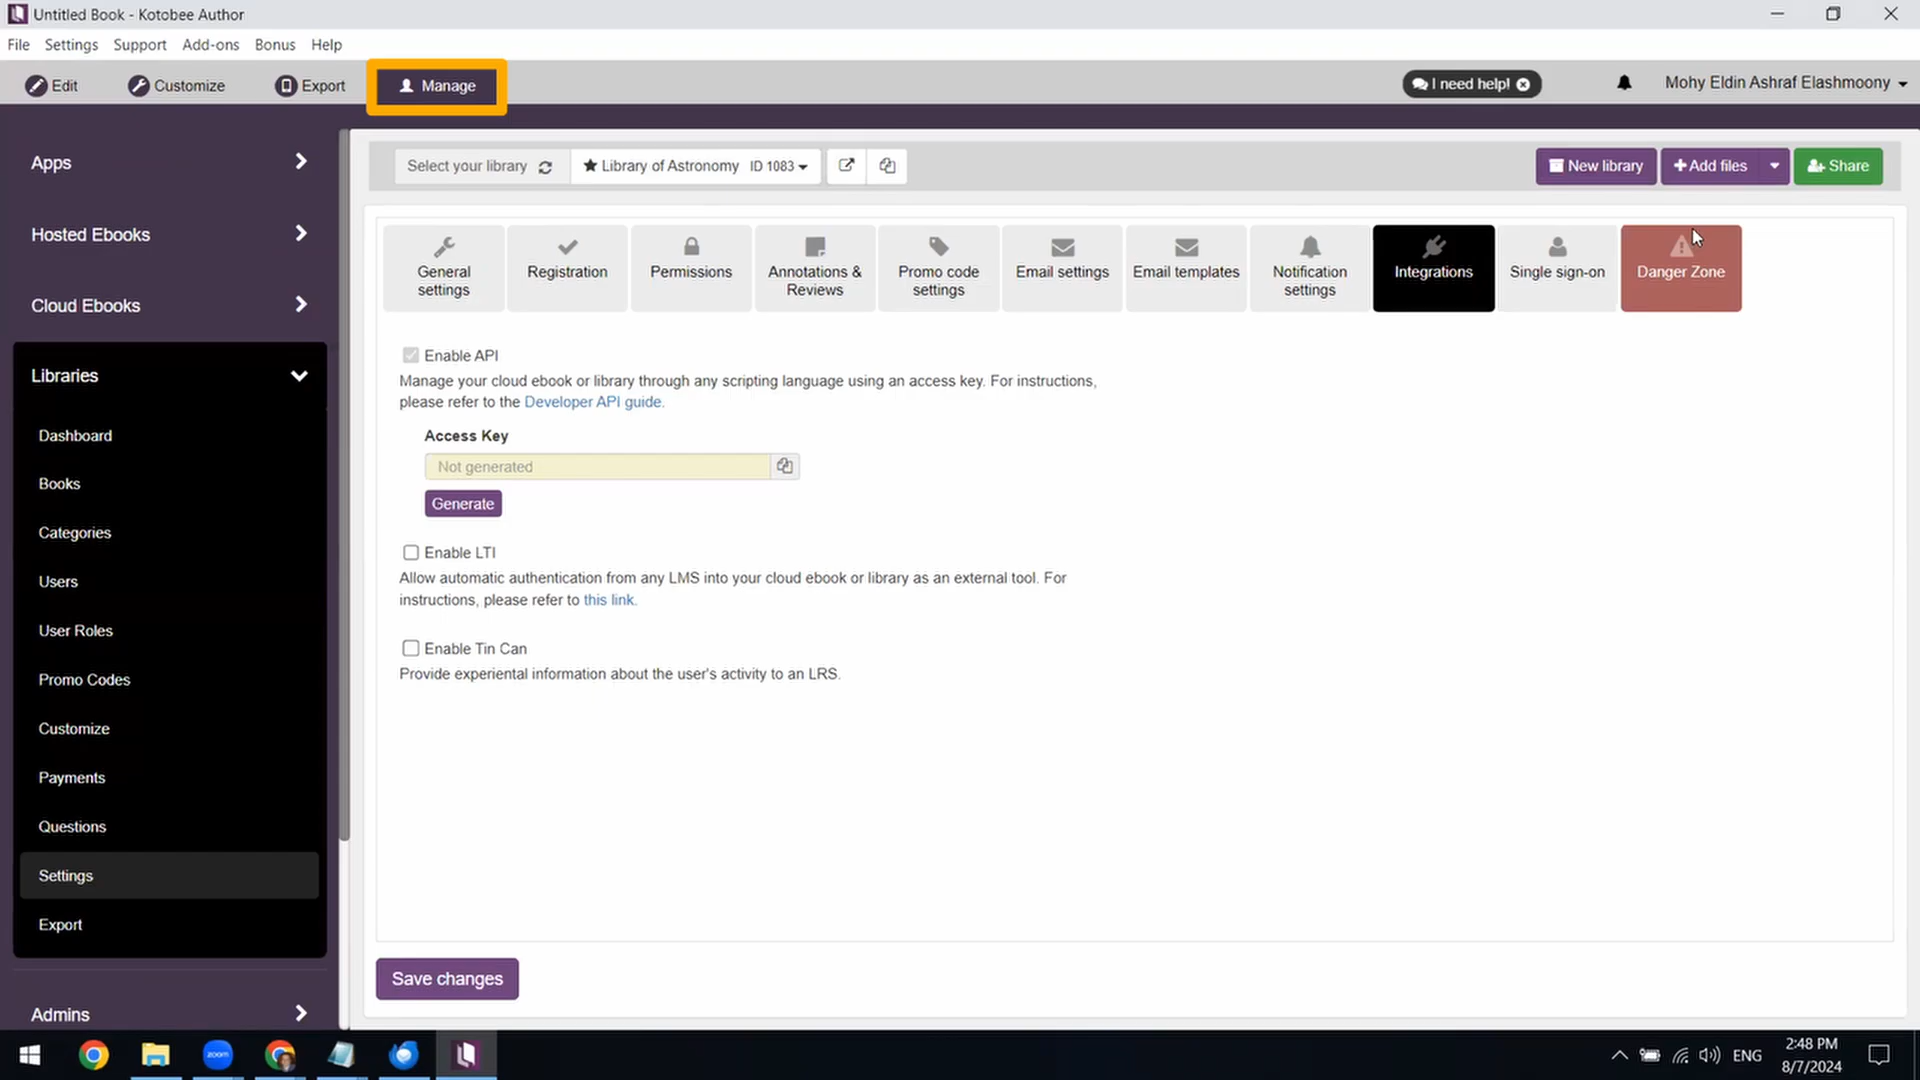 Untitled Book - Kotobee Author
File Settings Support Add-ons Bonus Help
Edit Customize Export Manage I need help! Mohy Eldin Ashraf Elashmoony
Apps
Hosted Ebooks
Cloud Ebooks
Libraries
Dashboard
Books
Categories
Users
User Roles
Promo Codes
Customize
Payments
Questions
Settings
Export
Admins
Select your library Library of Astronomy ID 1083 New library Add files Share
General settings
Registration
Permissions
Annotations & Reviews
Promo code settings
Email settings
Email templates
Notification settings
Integrations
Single sign-on
Danger Zone
Enable API
Manage your cloud ebook or library through any scripting language using an access key. For instructions,
please refer to the Developer API guide.
Access Key
Not generated
Generate
Enable LTI
Allow automatic authentication from any LMS into your cloud ebook or library as an external tool. For
instructions, please refer to this link.
Enable Tin Can
Provide experiental information about the user's activity to an LRS.
Save changes
zoom
ENG
2:48 PM
8/7/2024